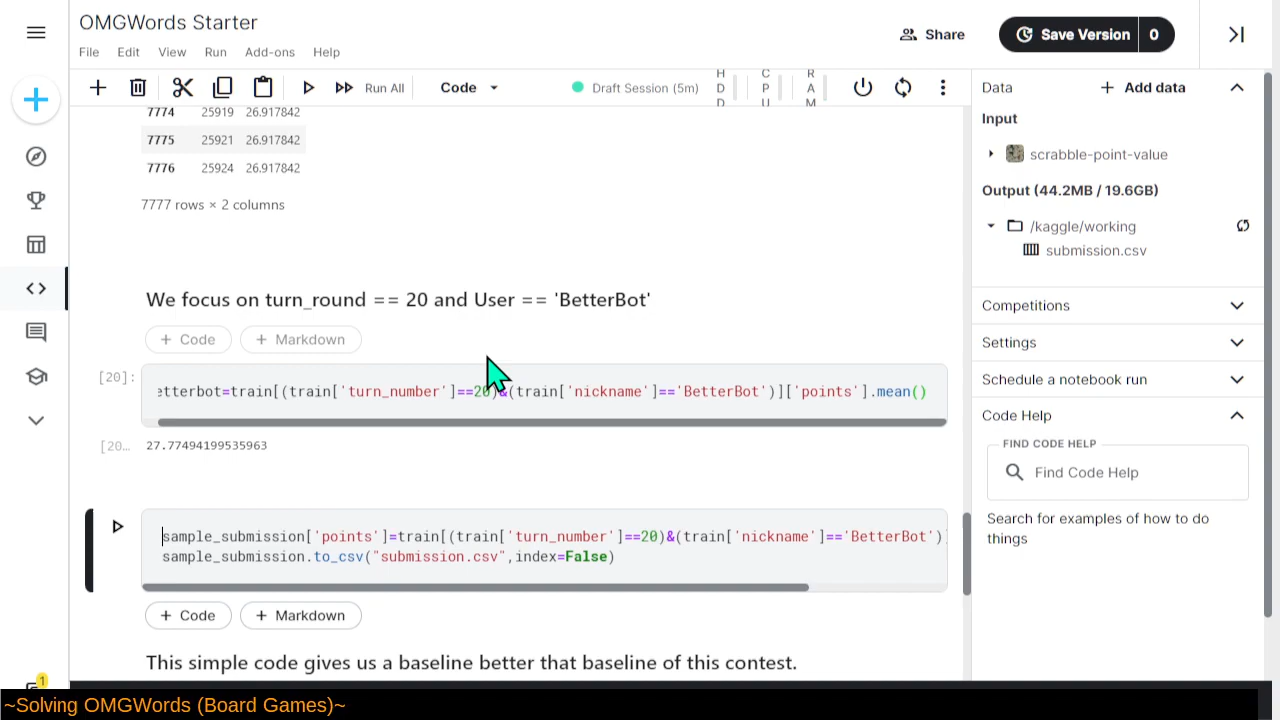 OMGWords Starter
File Edit View Run Add-ons Help
Share
Save Version 0
Run All
Code
Draft Session (5m)
HDD
CPU
RAM
7774 25919 26.917842
7775 25921 26.917842
7776 25924 26.917842
7777 rows × 2 columns
We focus on turn_round == 20 and User == 'BetterBot'
+ Code + Markdown
[20]:
etterbot=train[(train['turn_number']==20)&(train['nickname']=='BetterBot')]['points'].mean()
[20…
27.77494199535963
sample_submission['points']=train[(train['turn_number']==20)&(train['nickname']=='BetterBot')]
sample_submission.to_csv("submission.csv",index=False)
+ Code + Markdown
This simple code gives us a baseline better that baseline of this contest.
Data
+ Add data
Input
scrabble-point-value
Output (44.2MB / 19.6GB)
/kaggle/working
submission.csv
Competitions
Settings
Schedule a notebook run
Code Help
FIND CODE HELP
Find Code Help
Search for examples of how to do
things
1
~Solving OMGWords (Board Games)~